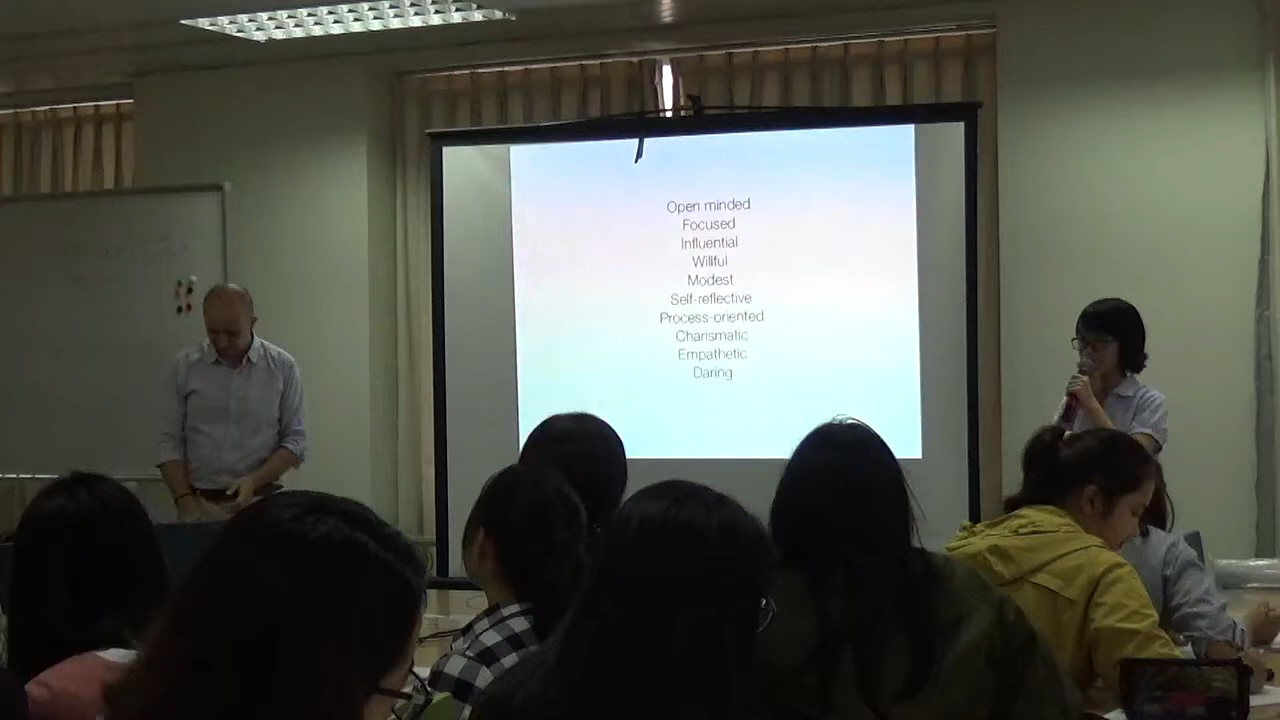 Open minded
Focused
Influential
Willful
Modest
Self-reflective
Process-oriented
Charismatic
Empathetic
Daring